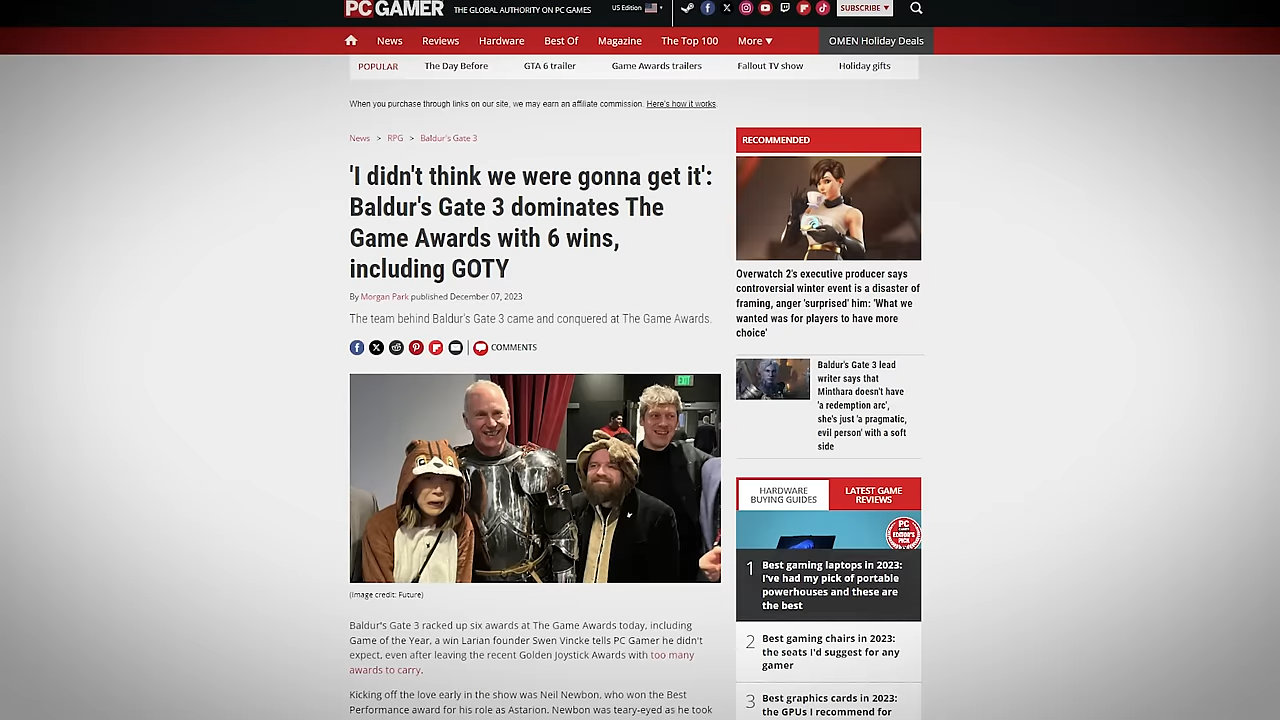 PC GAMER THE GLOBAL AUTHORITY ON PC GAMES US Edition SUBSCRIBE
News Reviews Hardware Best Of Magazine The Top 100 More OMEN Holiday Deals
POPULAR The Day Before GTA 6 trailer Game Awards trailers Fallout TV show Holiday gifts
When you purchase through links on our site, we may earn an affiliate commission. Here's how it works.
News > RPG > Baldur's Gate 3
'I didn't think we were gonna get it':
Baldur's Gate 3 dominates The
Game Awards with 6 wins,
including GOTY
By Morgan Park published December 07, 2023
The team behind Baldur's Gate 3 came and conquered at The Game Awards.
COMMENTS
EXIT
(Image credit: Future)
Baldur's Gate 3 racked up six awards at The Game Awards today, including
Game of the Year, a win Larian founder Swen Vincke tells PC Gamer he didn't
expect, even after leaving the recent Golden Joystick Awards with too many
awards to carry.
Kicking off the love early in the show was Neil Newbon, who won the Best
Performance award for his role as Astarion. Newbon was teary-eyed as he took
RECOMMENDED
Overwatch 2's executive producer says
controversial winter event is a disaster of
framing, anger 'surprised' him: 'What we
wanted was for players to have more
choice'
Baldur's Gate 3 lead
writer says that
Minthara doesn't have
'a redemption arc',
she's just 'a pragmatic,
evil person' with a soft
side
HARDWARE
BUYING GUIDES
LATEST GAME
REVIEWS
PC
GAMER
EDITOR'S
PICK
1 Best gaming laptops in 2023:
I've had my pick of portable
powerhouses and these are
the best
2 Best gaming chairs in 2023:
the seats I'd suggest for any
gamer
3 Best graphics cards in 2023:
the GPUs I recommend for